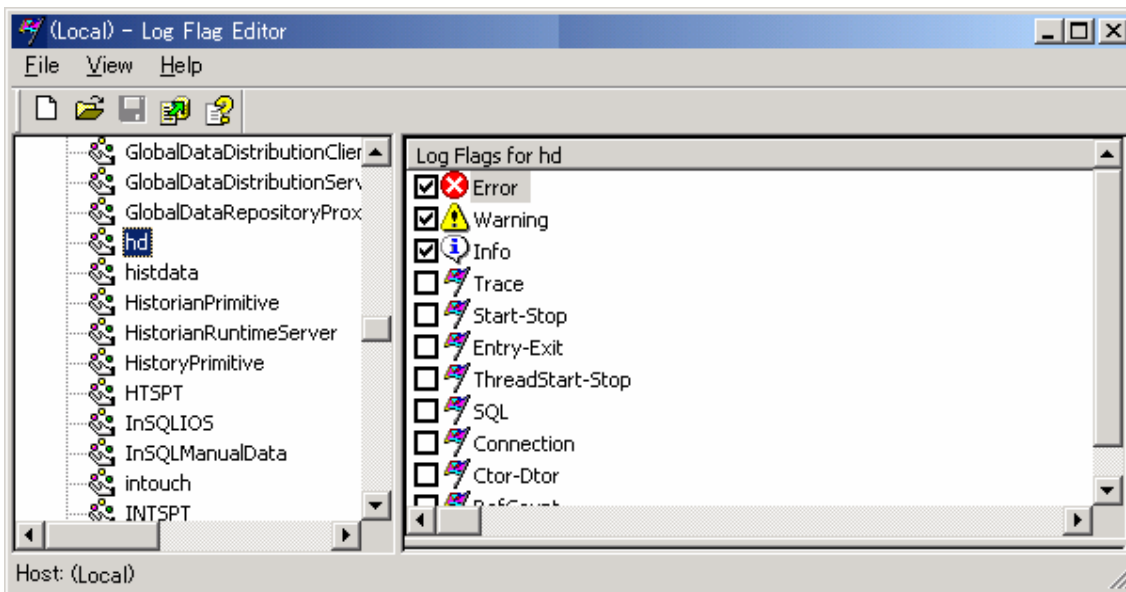 (Local) - Log Flag Editor
File View Help
GlobalDataDistributionClier
GlobalDataDistributionServ
GlobalDataRepositoryProx
hd
histdata
HistorianPrimitive
HistorianRuntimeServer
HistoryPrimitive
HTSPT
InSQLIOS
InSQLManualData
intouch
INTSPT
Log Flags for hd
Error
Warning
Info
Trace
Start-Stop
Entry-Exit
ThreadStart-Stop
SQL
Connection
Ctor-Dtor
RefCount
Host: (Local)